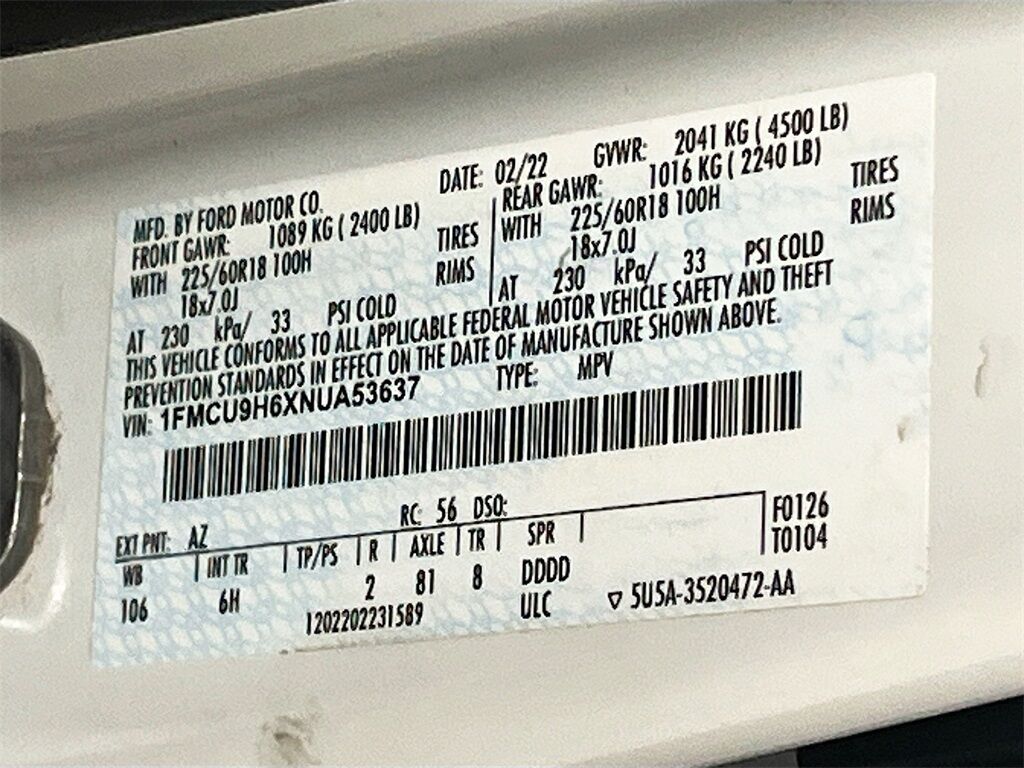 MFD. BY FORD MOTOR CO. DATE: 02/22 GVWR: 2041 KG ( 4500 LB)
FRONT GAWR: 1089 KG ( 2400 LB) REAR GAWR: 1016 KG ( 2240 LB)
WITH 225/60R18 100H TIRES WITH 225/60R18 100H TIRES
18x7.0J RIMS 18x7.0J RIMS
AT 230 kPa/ 33 PSI COLD AT 230 kPa/ 33 PSI COLD
THIS VEHICLE CONFORMS TO ALL APPLICABLE FEDERAL MOTOR VEHICLE SAFETY AND THEFT
PREVENTION STANDARDS IN EFFECT ON THE DATE OF MANUFACTURE SHOWN ABOVE.
VIN: 1FMCU9H6XNUA53637 TYPE: MPV
EXT PNT: AZ RC: 56 DSO: F0126
WB INT TR TP/PS R AXLE TR SPR T0104
106 6H 2 81 8 DDDD
1202202231589 ULC ▽ 5U5A-3520472-AA